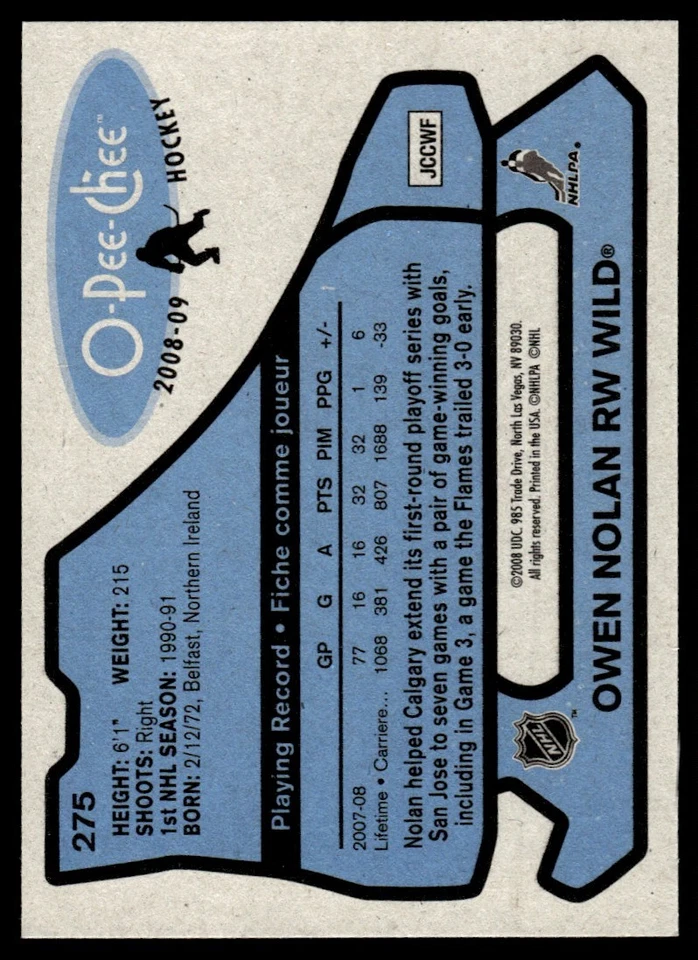 275
HEIGHT: 6'1" WEIGHT: 215
SHOOTS: Right
1st NHL SEASON: 1990-91
BORN: 2/12/72, Belfast, Northern Ireland
O-Pee-Chee™
2008-09 HOCKEY
Playing Record • Fiche comme joueur
GP G A PTS PIM PPG +/-
2007-08 77 16 16 32 32 1 6
Lifetime • Carriere... 1068 381 426 807 1688 139 -33
Nolan helped Calgary extend its first-round playoff series with
San Jose to seven games with a pair of game-winning goals,
including in Game 3, a game the Flames trailed 3-0 early.
JCCWF
NHL ™
©2008 UDC. 985 Trade Drive, North Las Vegas, NV 89030.
All rights reserved. Printed in the USA. ©NHLPA ©NHL
NHLPA.
OWEN NOLAN RW WILD®